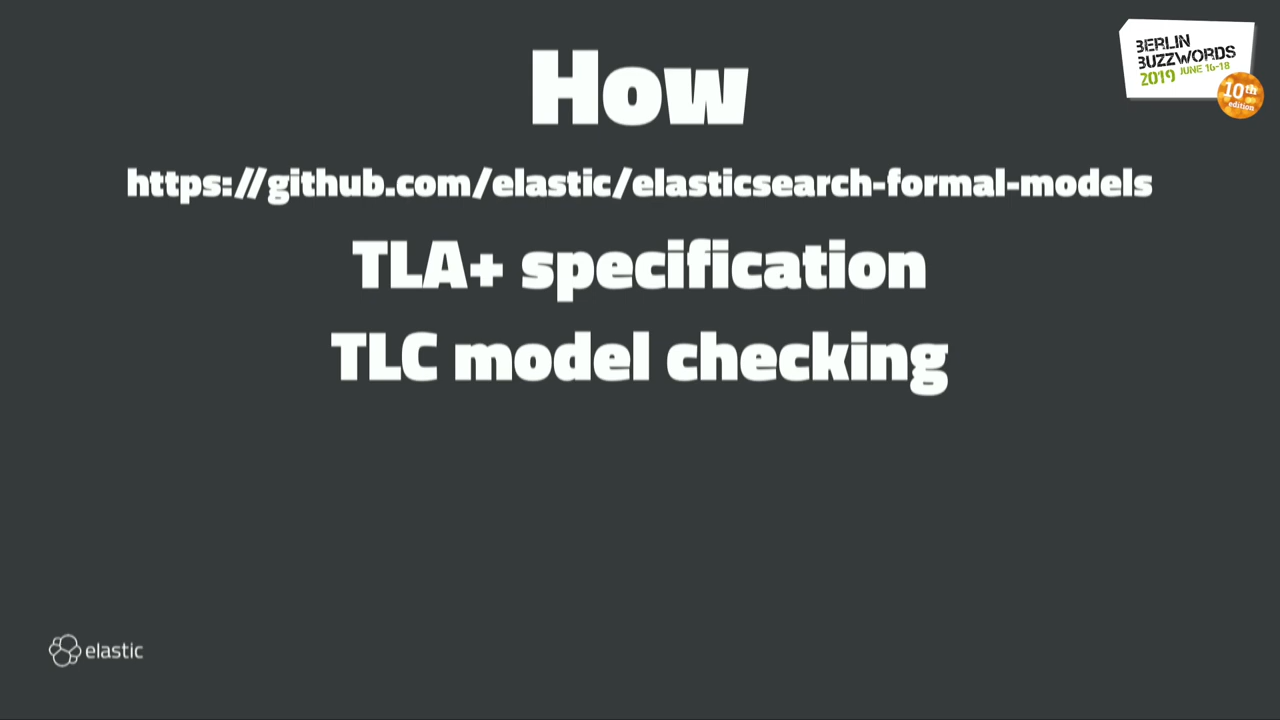 How
https://github.com/elastic/elasticsearch-formal-models
TLA+ specification
TLC model checking
BERLIN
BUZZWORDS
2019 JUNE 16-18
10th
edition
elastic